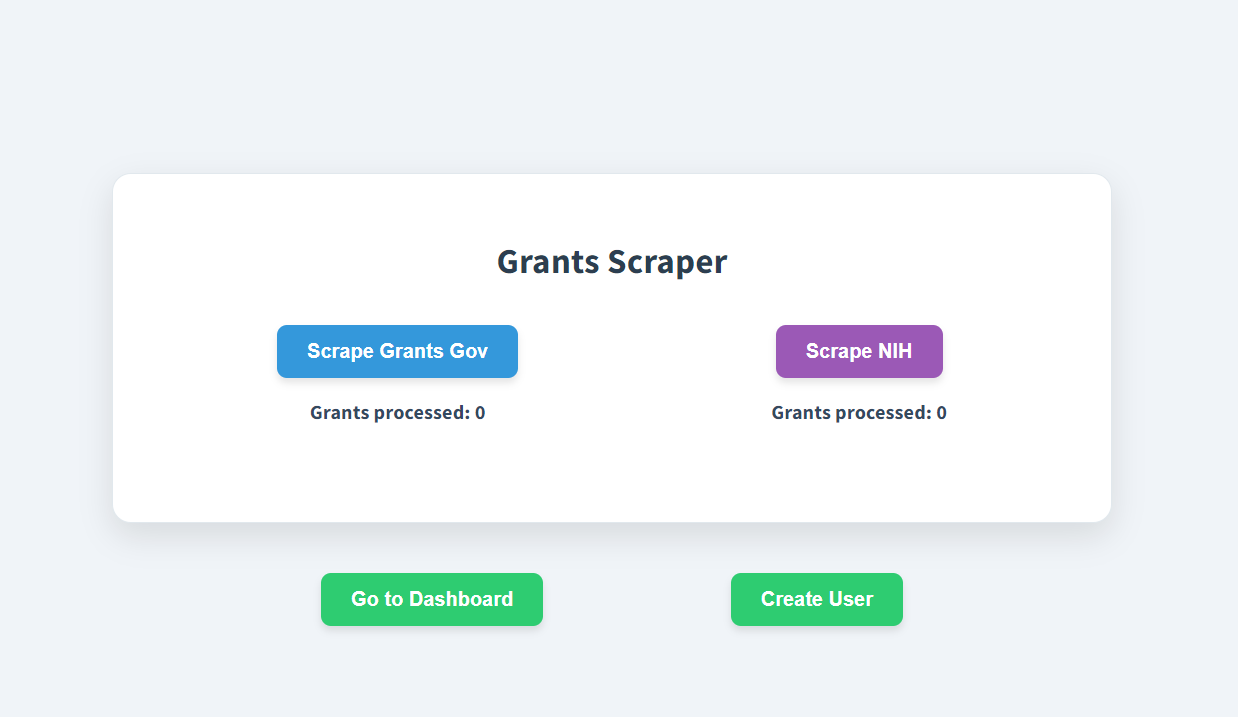 Grants Scraper
Scrape Grants Gov
Scrape NIH
Grants processed: 0
Grants processed: 0
Go to Dashboard
Create User